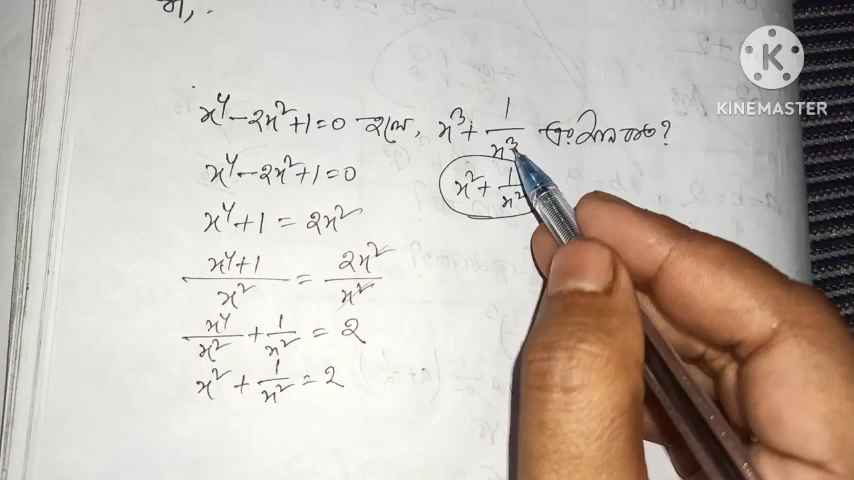 গ,.
KINEMASTER
x⁴-2x²+1=0 হলে, x³+1/x³ এর মান কত?
x⁴-2x²+1=0
x²+1/x²
x⁴+1=2x²
(x⁴+1)/x² = 2x²/x²
x⁴/x²+1/x²=2
x²+1/x²=2